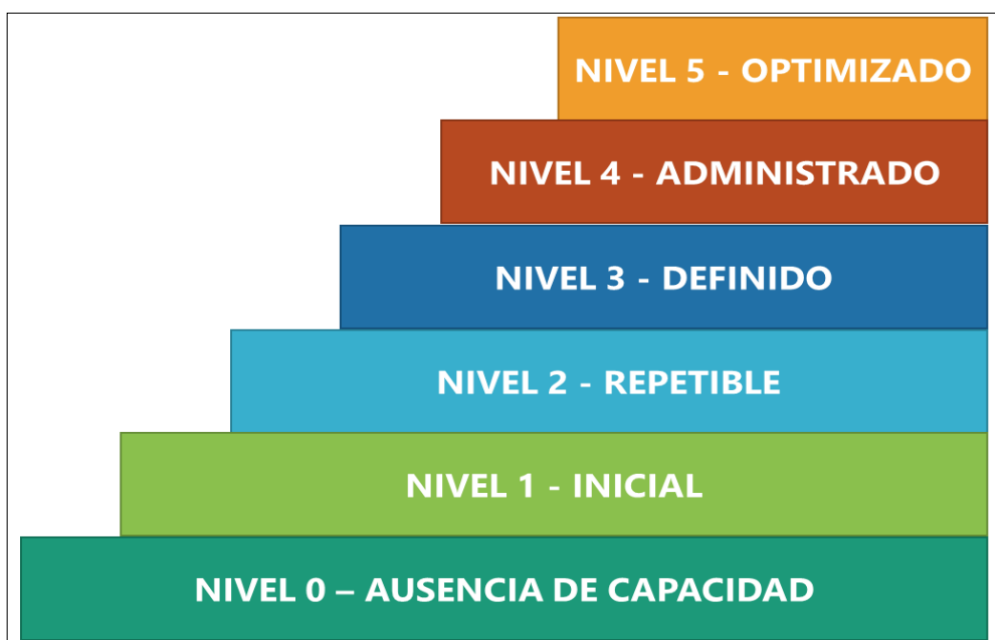 NIVEL 5 - OPTIMIZADO
NIVEL 4 - ADMINISTRADO
NIVEL 3 - DEFINIDO
NIVEL 2 - REPETIBLE
NIVEL 1 - INICIAL
NIVEL 0 – AUSENCIA DE CAPACIDAD